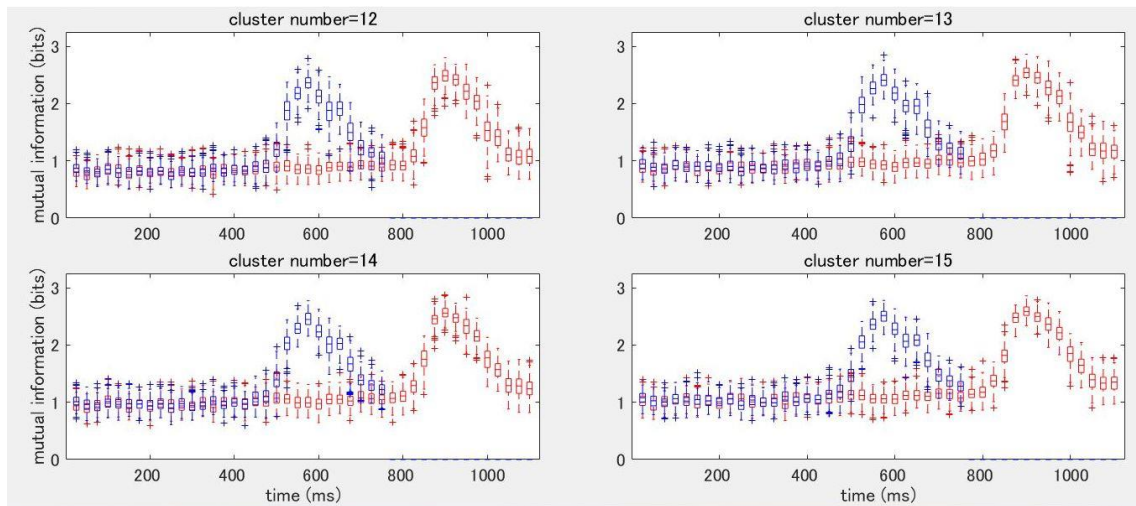 cluster number=12
cluster number=13
mutual information (bits)
3
2
1
0
200 400 600 800 1000
3
2
1
0
200 400 600 800 1000
cluster number=14
cluster number=15
mutual information (bits)
3
2
1
0
200 400 600 800 1000
time (ms)
3
2
1
0
200 400 600 800 1000
time (ms)